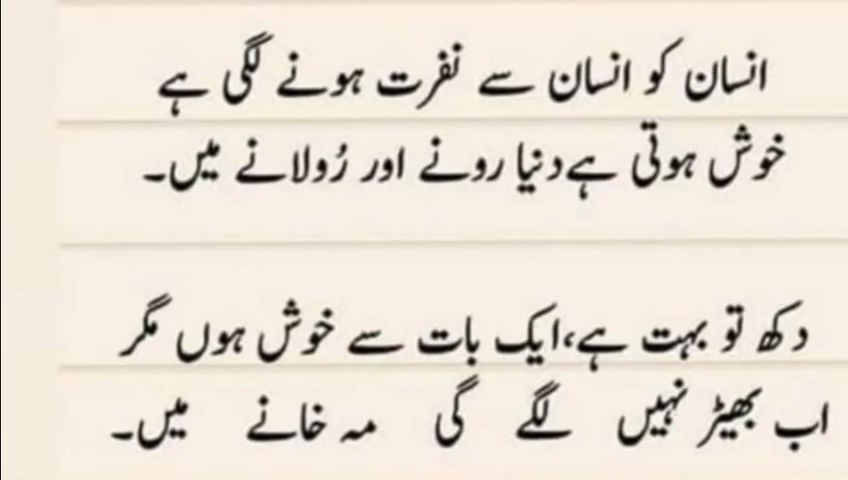 انسان کو انسان سے نفرت ہونے لگی ہے
خوش ہوتی ہے دنیا رونے اور رُولانے میں۔
دکھ تو بہت ہے،ایک بات سے خوش ہوں مگر
اب بھیڑ نہیں لگے گی مہ خانے میں۔